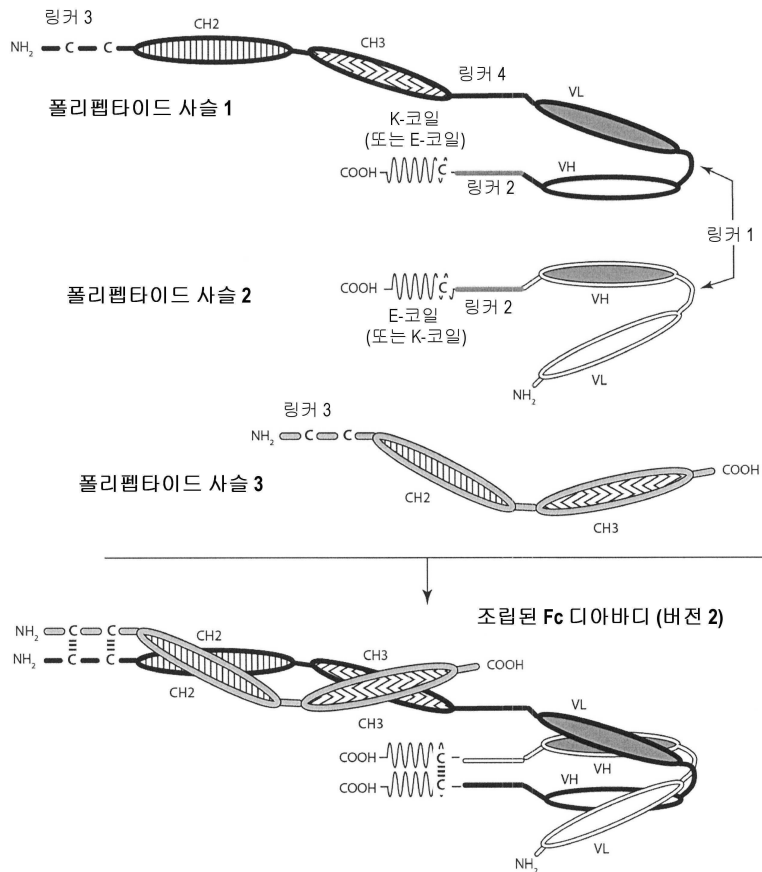 링커 3
NH2 C C CH2 CH3 링커 4 VL
폴리펩타이드 사슬 1
K-코일
(또는 E-코일)
COOH C 링커 2 VH
링커 1
폴리펩타이드 사슬 2
COOH C 링커 2 VH
E-코일
(또는 K-코일)
NH2 VL
링커 3
NH2 C C
COOH
폴리펩타이드 사슬 3
CH2
CH3
조립된 Fc 디아바디 (버전 2)
NH2 C C CH2
CH3 COOH
NH2 C C
CH2 CH3 VL
COOH C VH
COOH VH
NH2 VL